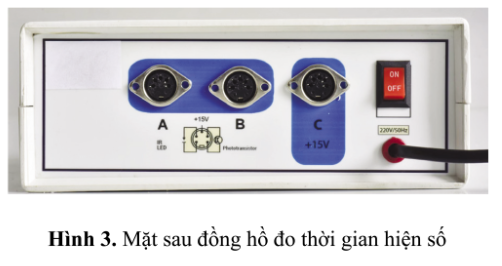 ON
OFF
A
B
C
+15V
+15V
IR
LED
Phototransistor
220V/50Hz
Hình 3. Mặt sau đồng hồ đo thời gian hiện số